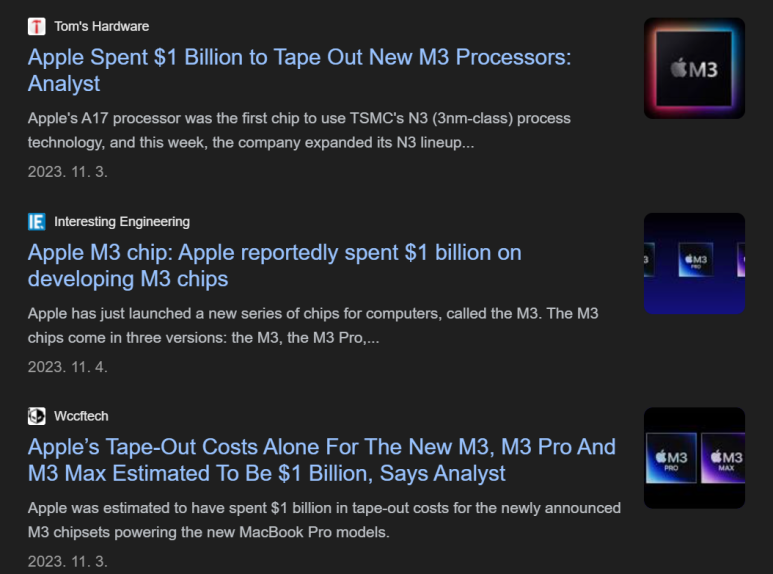 Tom's Hardware
Apple Spent $1 Billion to Tape Out New M3 Processors:
Analyst
Apple's A17 processor was the first chip to use TSMC's N3 (3nm-class) process
technology, and this week, the company expanded its N3 lineup...
2023. 11. 3.
M3
IE
Interesting Engineering
Apple M3 chip: Apple reportedly spent $1 billion on
developing M3 chips
Apple has just launched a new series of chips for computers, called the M3. The M3
chips come in three versions: the M3, the M3 Pro,...
2023. 11. 4.
3
M3
PRO
Wccftech
Apple’s Tape-Out Costs Alone For The New M3, M3 Pro And
M3 Max Estimated To Be $1 Billion, Says Analyst
Apple was estimated to have spent $1 billion in tape-out costs for the newly announced
M3 chipsets powering the new MacBook Pro models.
2023. 11. 3.
M3
PRO
M3
MAX